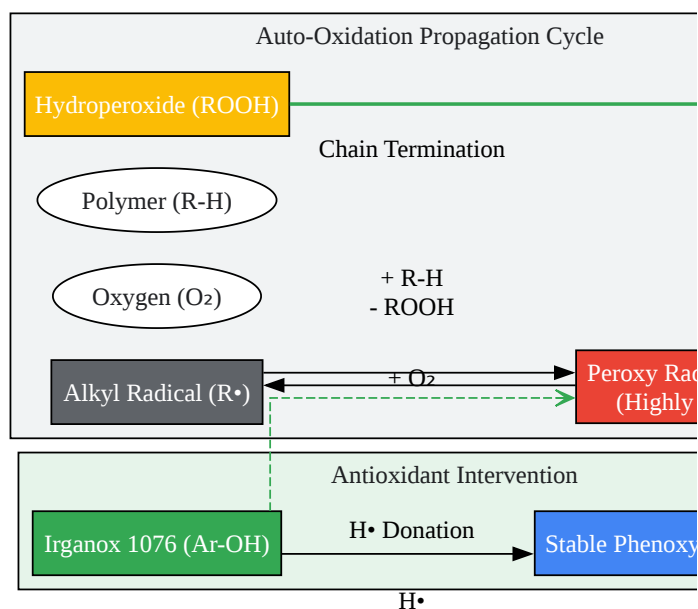 Auto-Oxidation Propagation Cycle
Hydroperoxide (ROOH)
Chain Termination
Polymer (R-H)
Oxygen (O₂)
+ R-H
- ROOH
Alkyl Radical (R•)
+ O₂
Peroxy Rad
(Highly
Antioxidant Intervention
Irganox 1076 (Ar-OH)
H• Donation
Stable Phenoxy
H•